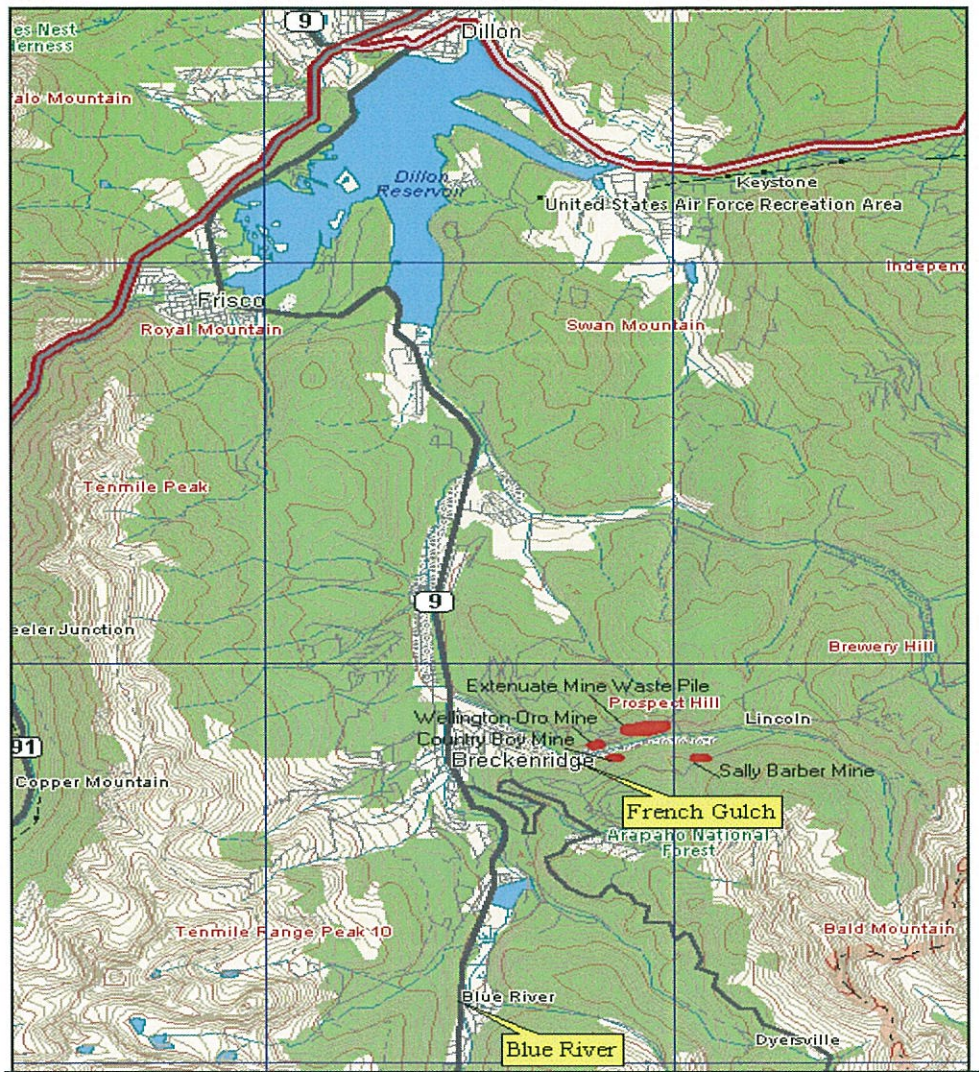 9
Dillon
es Nest
lerness
alo Mountain
Dillon
Reservoir
Keystone
United States Air Force Recreation Area
Independ
Frisco
Royal Mountain
Swan Mountain
Tenmile Peak
9
eeler Junction
Brewery Hill
Extenuate Mine Waste Pile
Prospect Hill
Wellington-Oro Mine
Lincoln
Country Boy Mine
91
Breckenridge
Sally Barber Mine
Copper Mountain
French Gulch
Arapaho National
Forest
Tenmile Range Peak 10
Bald Mountain
Blue River
Blue River
Dyersville